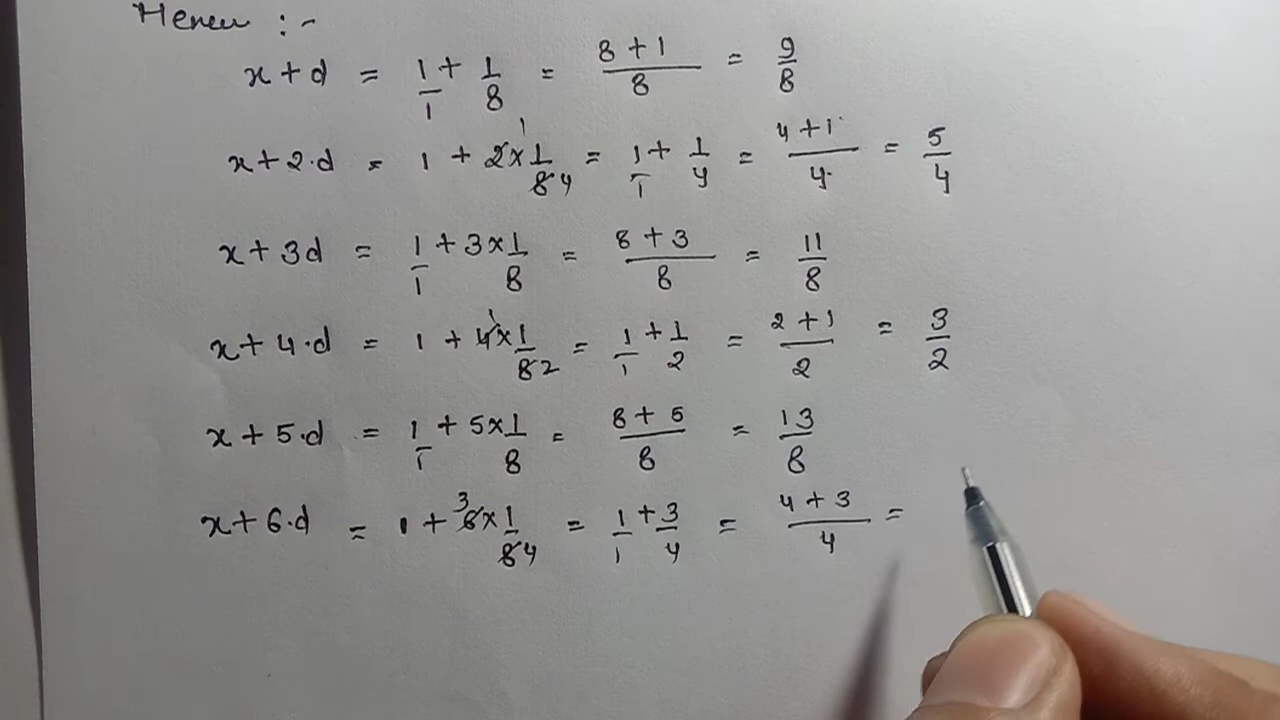 Hence :-
x + d = 1/1 + 1/8 = 8 + 1/8 = 9/8
x + 2·d = 1 + 2×1/8 1 4 = 1/1 + 1/4 = 4 + 1/4 = 5/4
x + 3d = 1/1 + 3×1/8 = 8 + 3/8 = 11/8
x + 4·d = 1 + 4×1/8 1 2 = 1/1 + 1/2 = 2 + 1/2 = 3/2
x + 5·d = 1/1 + 5×1/8 = 8 + 5/8 = 13/8
x + 6·d = 1 + 6×1/8 3 4 = 1/1 + 3/4 = 4 + 3/4 =